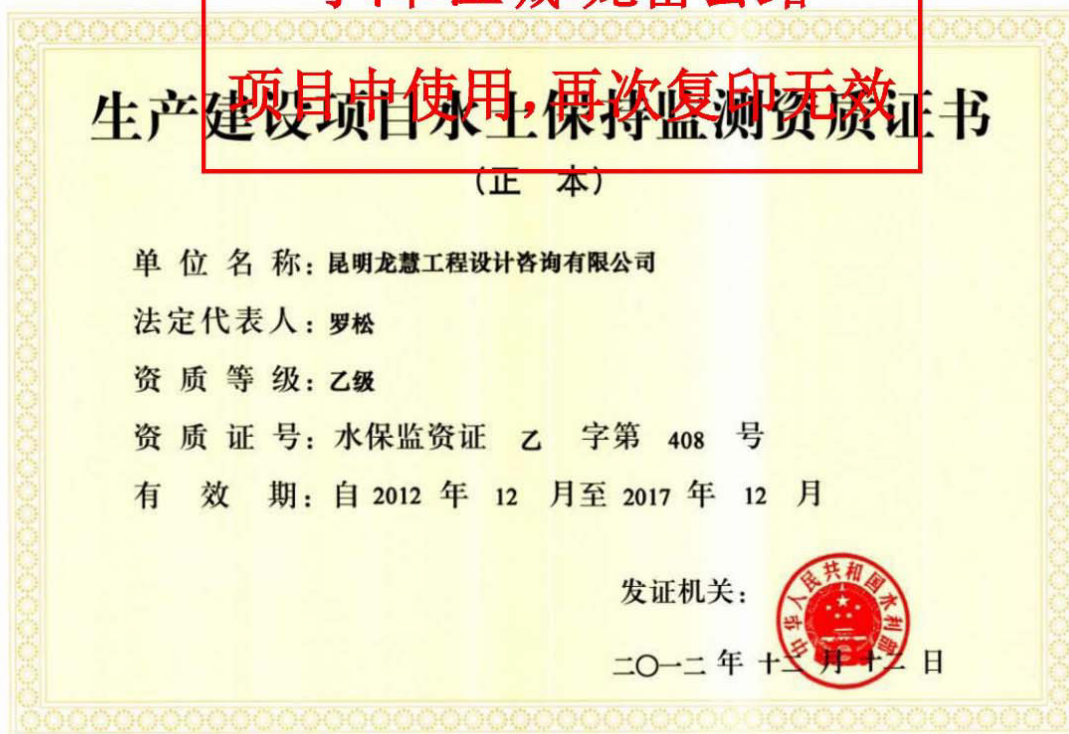 项目中使用,再次复印无效
生产建设项目水土保持监测资质证书
(正 本)
单 位 名 称: 昆明龙慧工程设计咨询有限公司
法定代表人: 罗松
资 质 等 级: 乙级
资 质 证 号: 水保监资证 乙 字第 408 号
有 效 期: 自 2012 年 12 月至 2017 年 12 月
发证机关:
中华人民共和国水利部
二〇一二 年 十二 月 十二 日